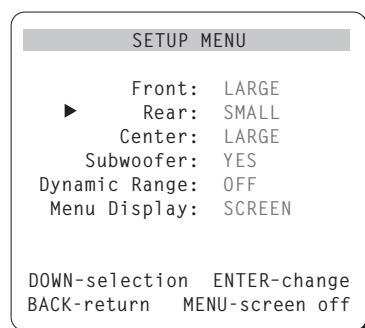 SETUP MENU
Front: LARGE
Rear: SMALL
Center: LARGE
Subwoofer: YES
Dynamic Range: OFF
Menu Display: SCREEN
DOWN-selection ENTER-change
BACK-return MENU-screen off